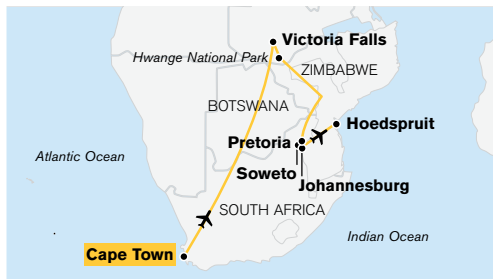 Victoria Falls
Hwange National Park
ZIMBABWE
BOTSWANA
Hoedspruit
Pretoria
Atlantic Ocean
Soweto
Johannesburg
SOUTH AFRICA
Indian Ocean
Cape Town